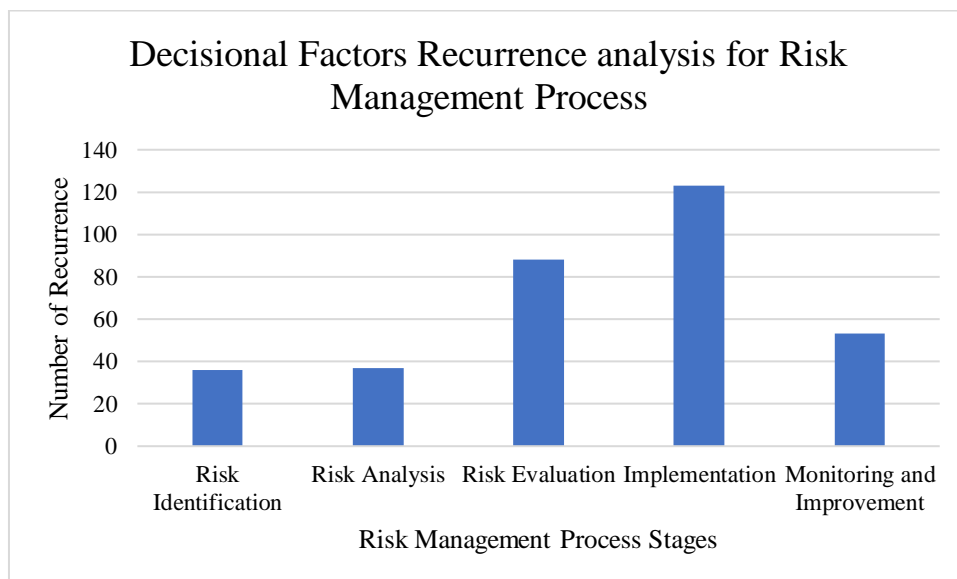 Decisional Factors Recurrence analysis for Risk
Management Process
140
120
100
80
60
40
20
0
Number of Recurrence
Risk
Identification
Risk Analysis
Risk Evaluation
Implementation
Monitoring and
Improvement
Risk Management Process Stages